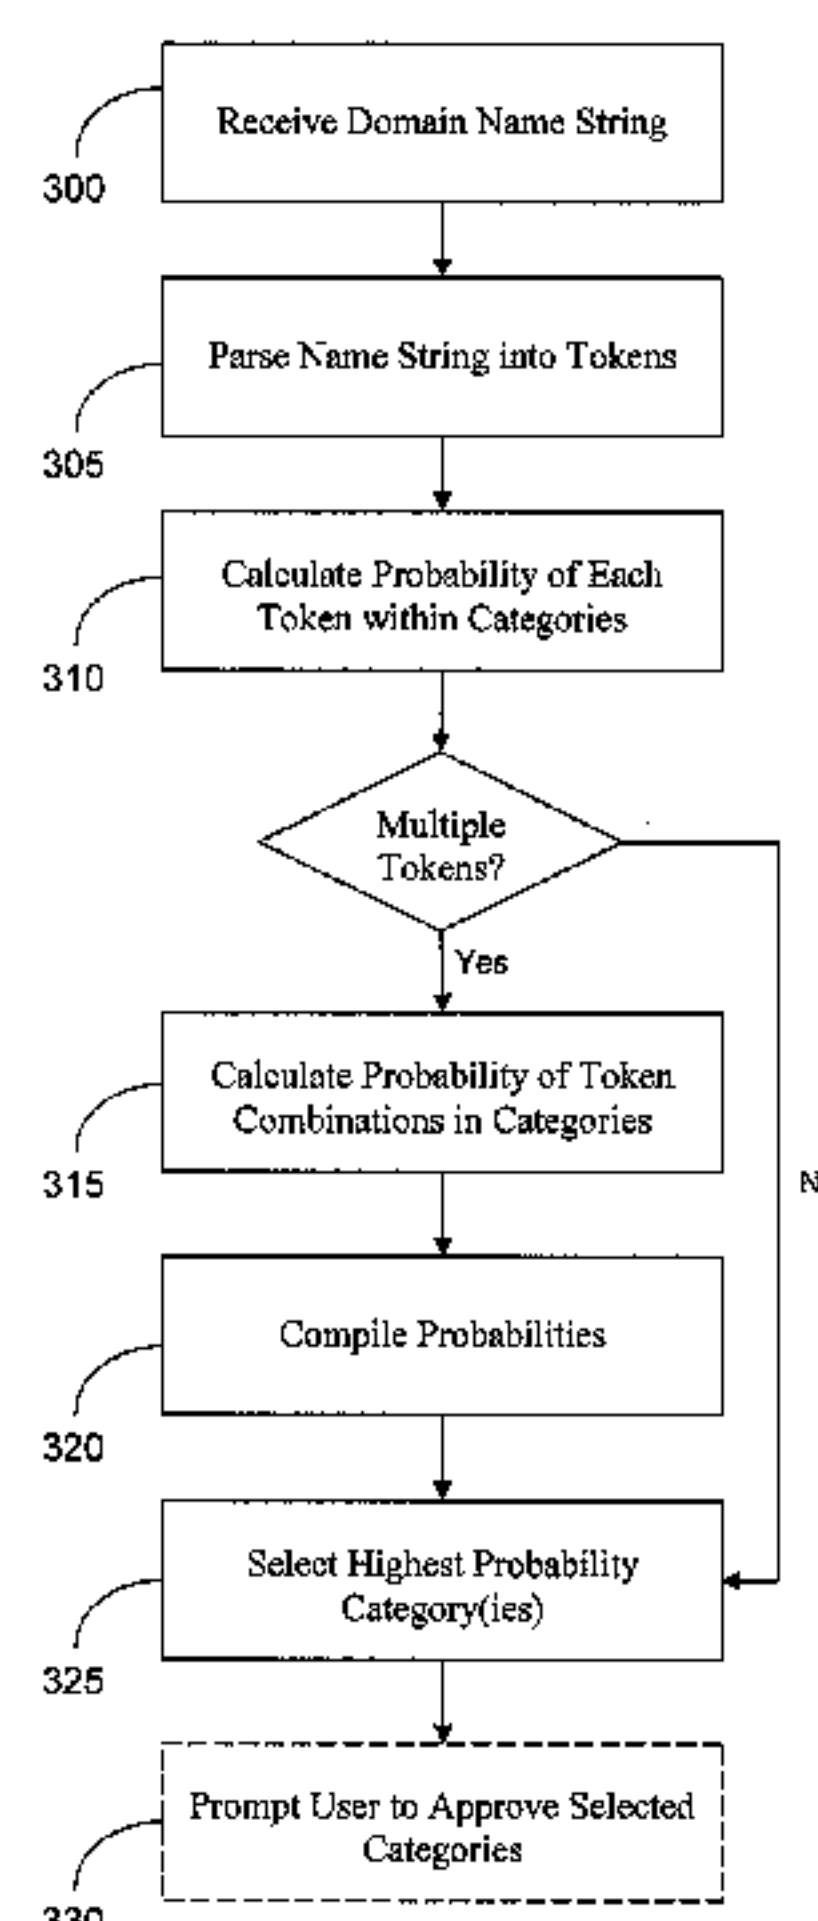 Receive Domain Name String
300
Parse Name String into Tokens
305
Calculate Probability of Each
Token within Categories
310
Multiple
Tokens?
Yes
Calculate Probability of Token
Combinations in Categories
315
N
Compile Probabilities
320
Select Highest Probability
Category(ies)
325
Prompt User to Approve Selected
Categories
330